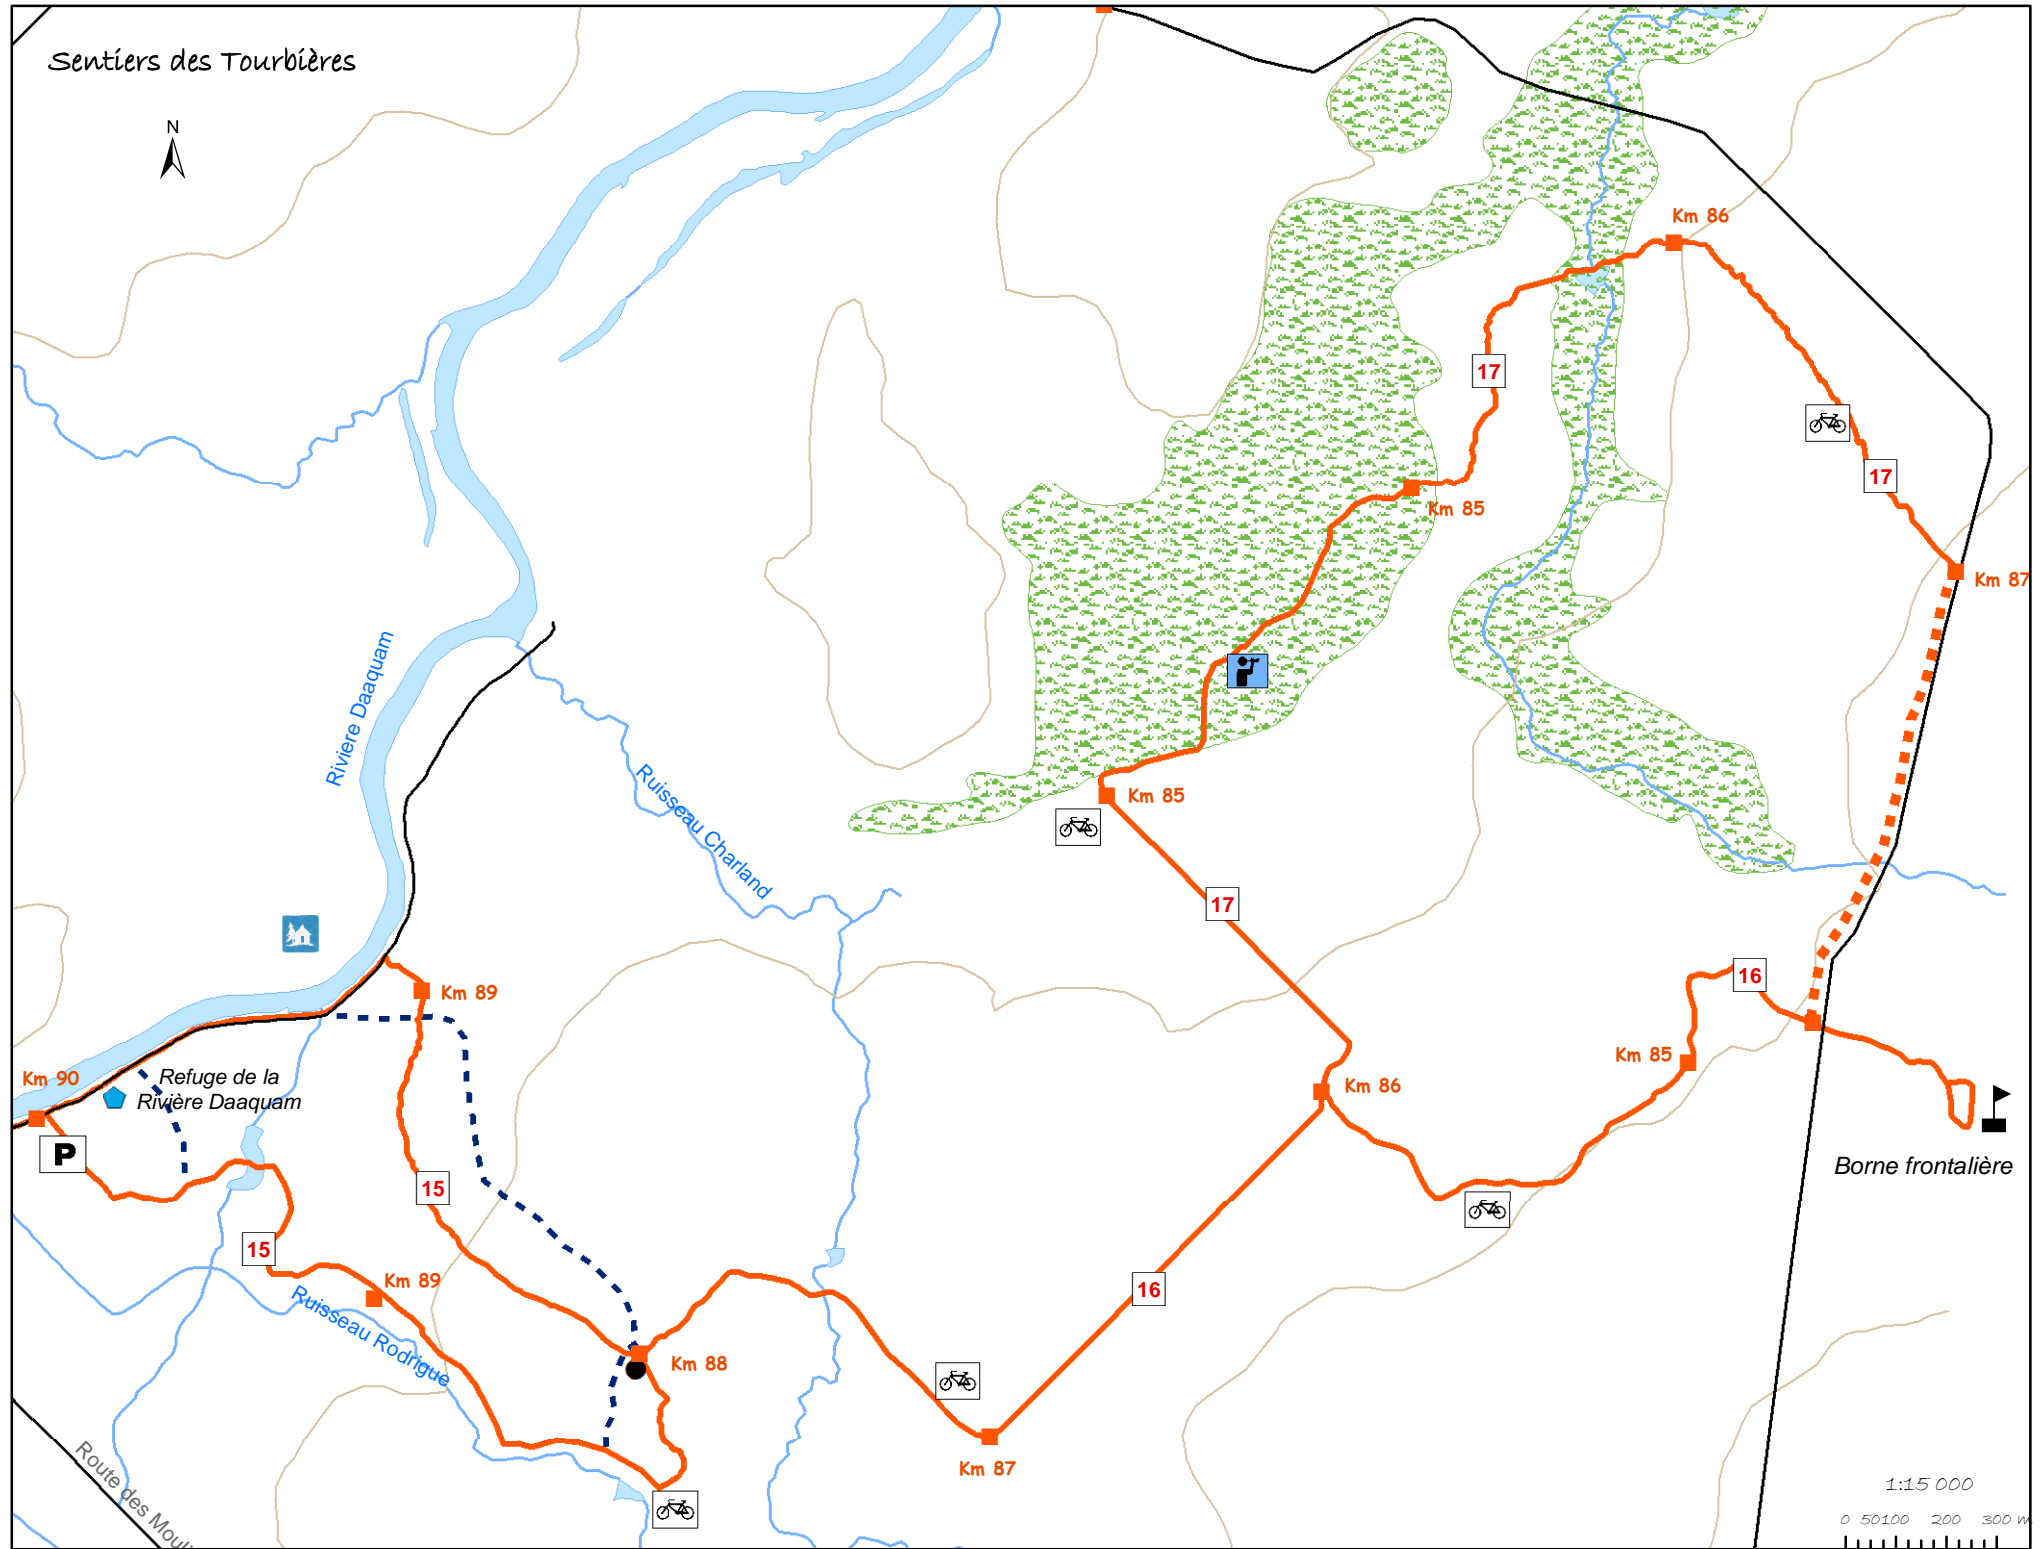 Sentiers des Tourbières
N
Km 86
17
17
Km 85
Km 87
Riviere Daaquam
Ruisseau Charland
Km 85
17
16
Km 89
Km 85
Km 90
Refuge de la
Rivière Daaquam
Km 86
P
15
Borne frontalière
15
Km 89
Ruisseau Rodrigue
16
Km 88
Km 87
Route des Mouli
1:15 000
0 50100 200 300 m